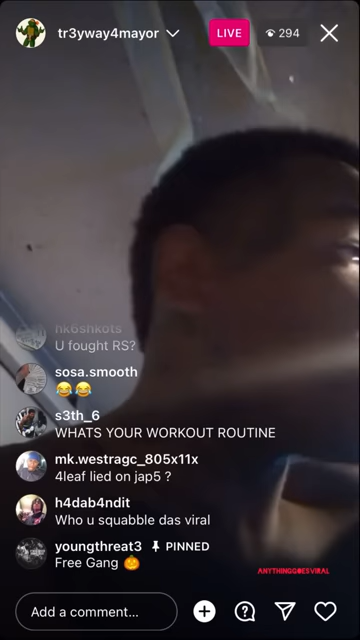 tr3yway4mayor
LIVE
294
hk6shkots
U fought RS?
sosa.smooth
😂😂
s3th_6
WHATS YOUR WORKOUT ROUTINE
mk.westragc_805x11x
4leaf lied on jap5 ?
h4dab4ndit
Who u squabble das viral
youngthreat3 PINNED
Free Gang 🎃
ANYTHINGGOESVIRAL
Add a comment...